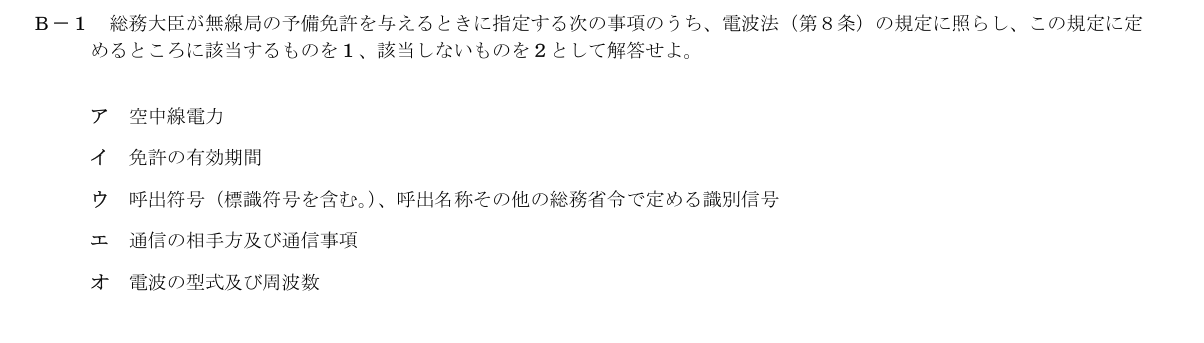 B－1　総務大臣が無線局の予備免許を与えるときに指定する次の事項のうち、電波法（第８条）の規定に照らし、この規定に定
めるところに該当するものを１、該当しないものを２として解答せよ。
ア　空中線電力
イ　免許の有効期間
ウ　呼出符号（標識符号を含む。）、呼出名称その他の総務省令で定める識別信号
エ　通信の相手方及び通信事項
オ　電波の型式及び周波数